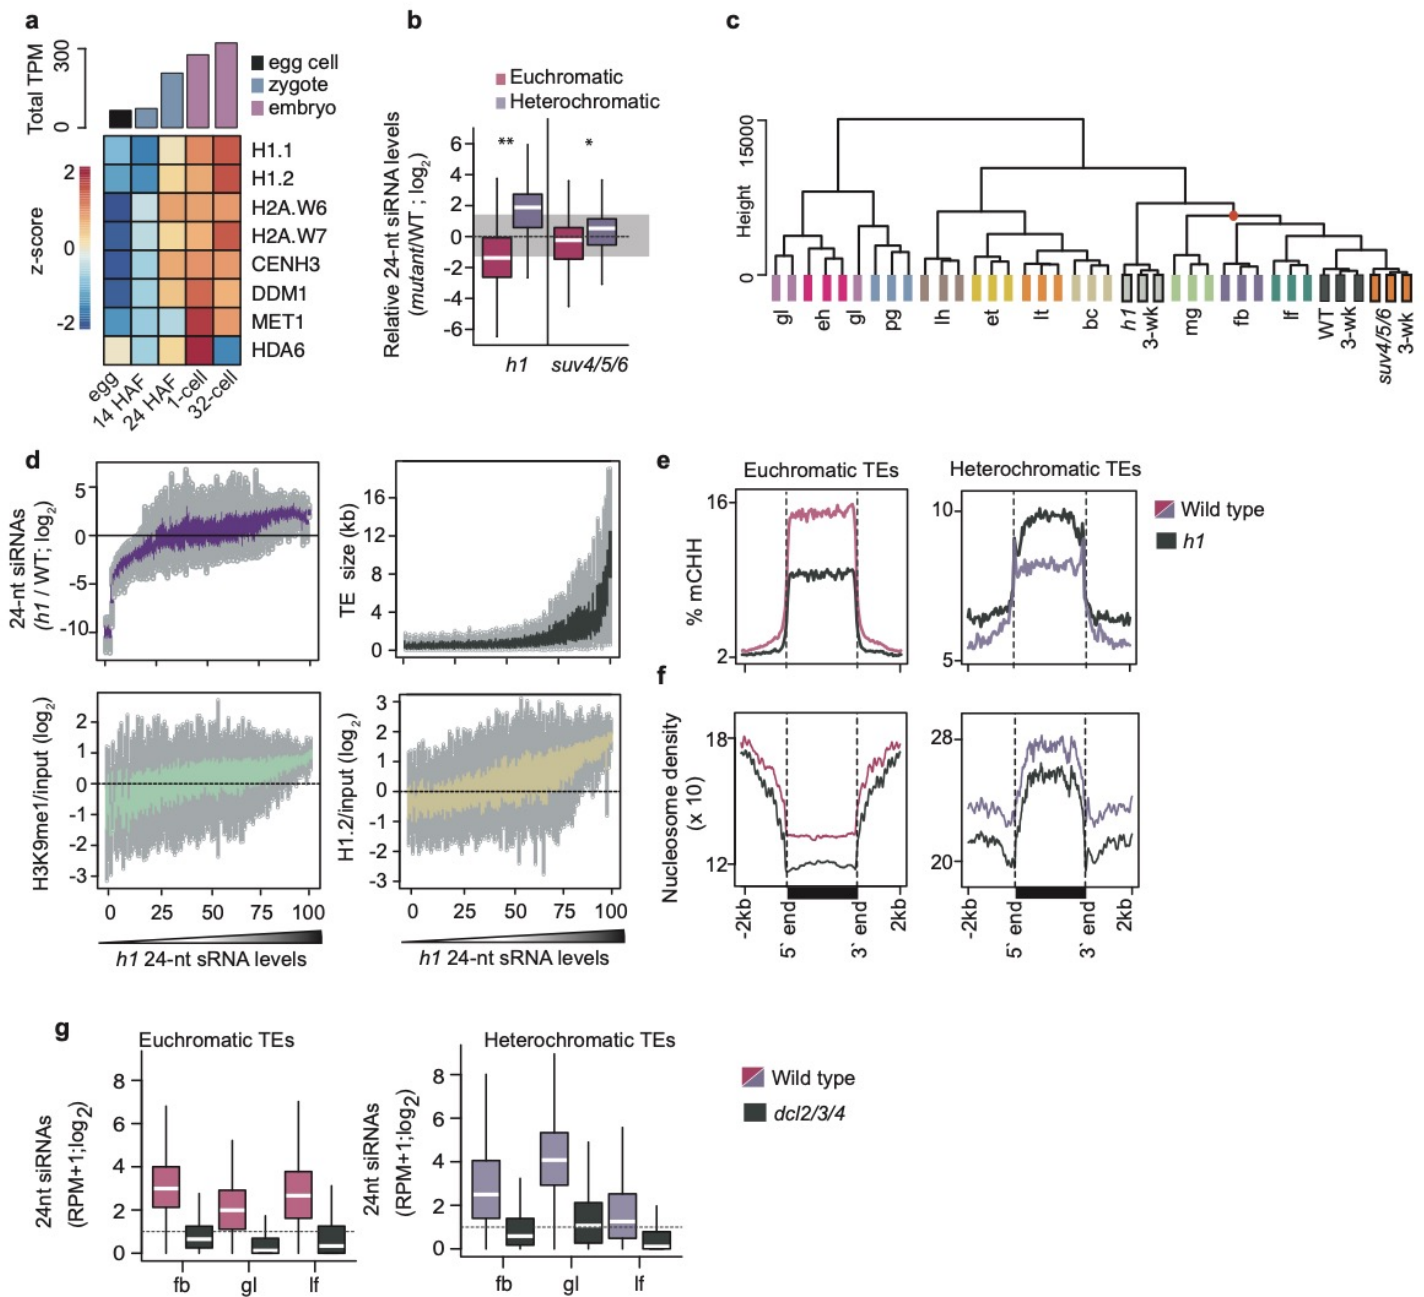 a
Total TPM
300
0
egg cell
zygote
embryo
z-score
2
0
-2
H1.1
H1.2
H2A.W6
H2A.W7
CENH3
DDM1
MET1
HDA6
egg
14 HAF
24 HAF
1-cell
32-cell
b
Euchromatic
Heterochromatic
Relative 24-nt siRNA levels
(mutant/WT ; log2)
6
4
2
0
-2
-4
-6
**
*
h1
suv4/5/6
c
Height
15000
0
gl
eh
gl
pg
lh
et
lt
bc
h1
3-wk
mg
fb
lf
WT
3-wk
suv4/5/6
3-wk
d
24-nt siRNAs
(h1 / WT; log2)
5
0
-5
-10
TE size (kb)
16
12
8
4
0
H3K9me1/input (log2)
2
1
0
-1
-2
-3
0 25 50 75 100
h1 24-nt sRNA levels
H1.2/input (log2)
3
2
1
0
-1
-2
-3
0 25 50 75 100
h1 24-nt sRNA levels
e
Euchromatic TEs
Heterochromatic TEs
% mCHH
16
2
10
5
Wild type
h1
f
Nucleosome density
(x 10)
18
12
28
20
-2kb
5` end
3` end
2kb
-2kb
5` end
3` end
2kb
g
Euchromatic TEs
24nt siRNAs
(RPM+1;log2)
8
6
4
2
0
fb gl lf
Heterochromatic TEs
24nt siRNAs
(RPM+1;log2)
8
6
4
2
0
fb gl lf
Wild type
dcl2/3/4